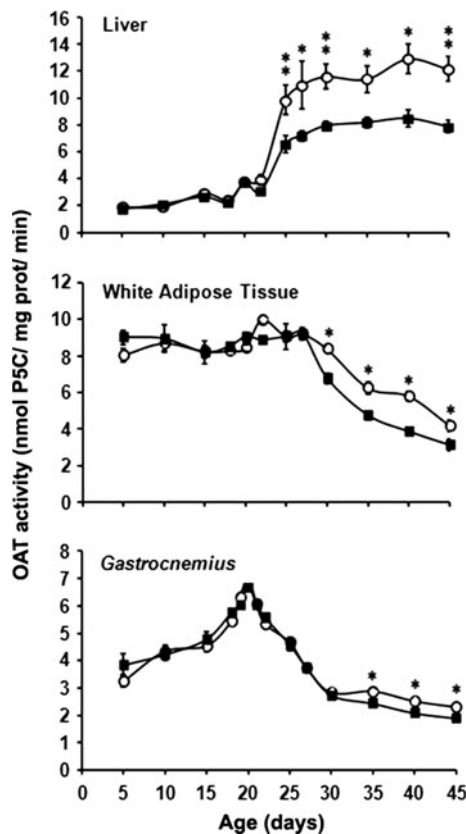 OAT activity (nmol P5C/ mg prot/ min)
Liver
16
14
12
10
8
6
4
2
0
* * * * * * * * * *
White Adipose Tissue
12
10
8
6
4
2
0
* * * *
Gastrocnemius
8
7
6
5
4
3
2
1
0
* * *
0 5 10 15 20 25 30 35 40 45
Age (days)